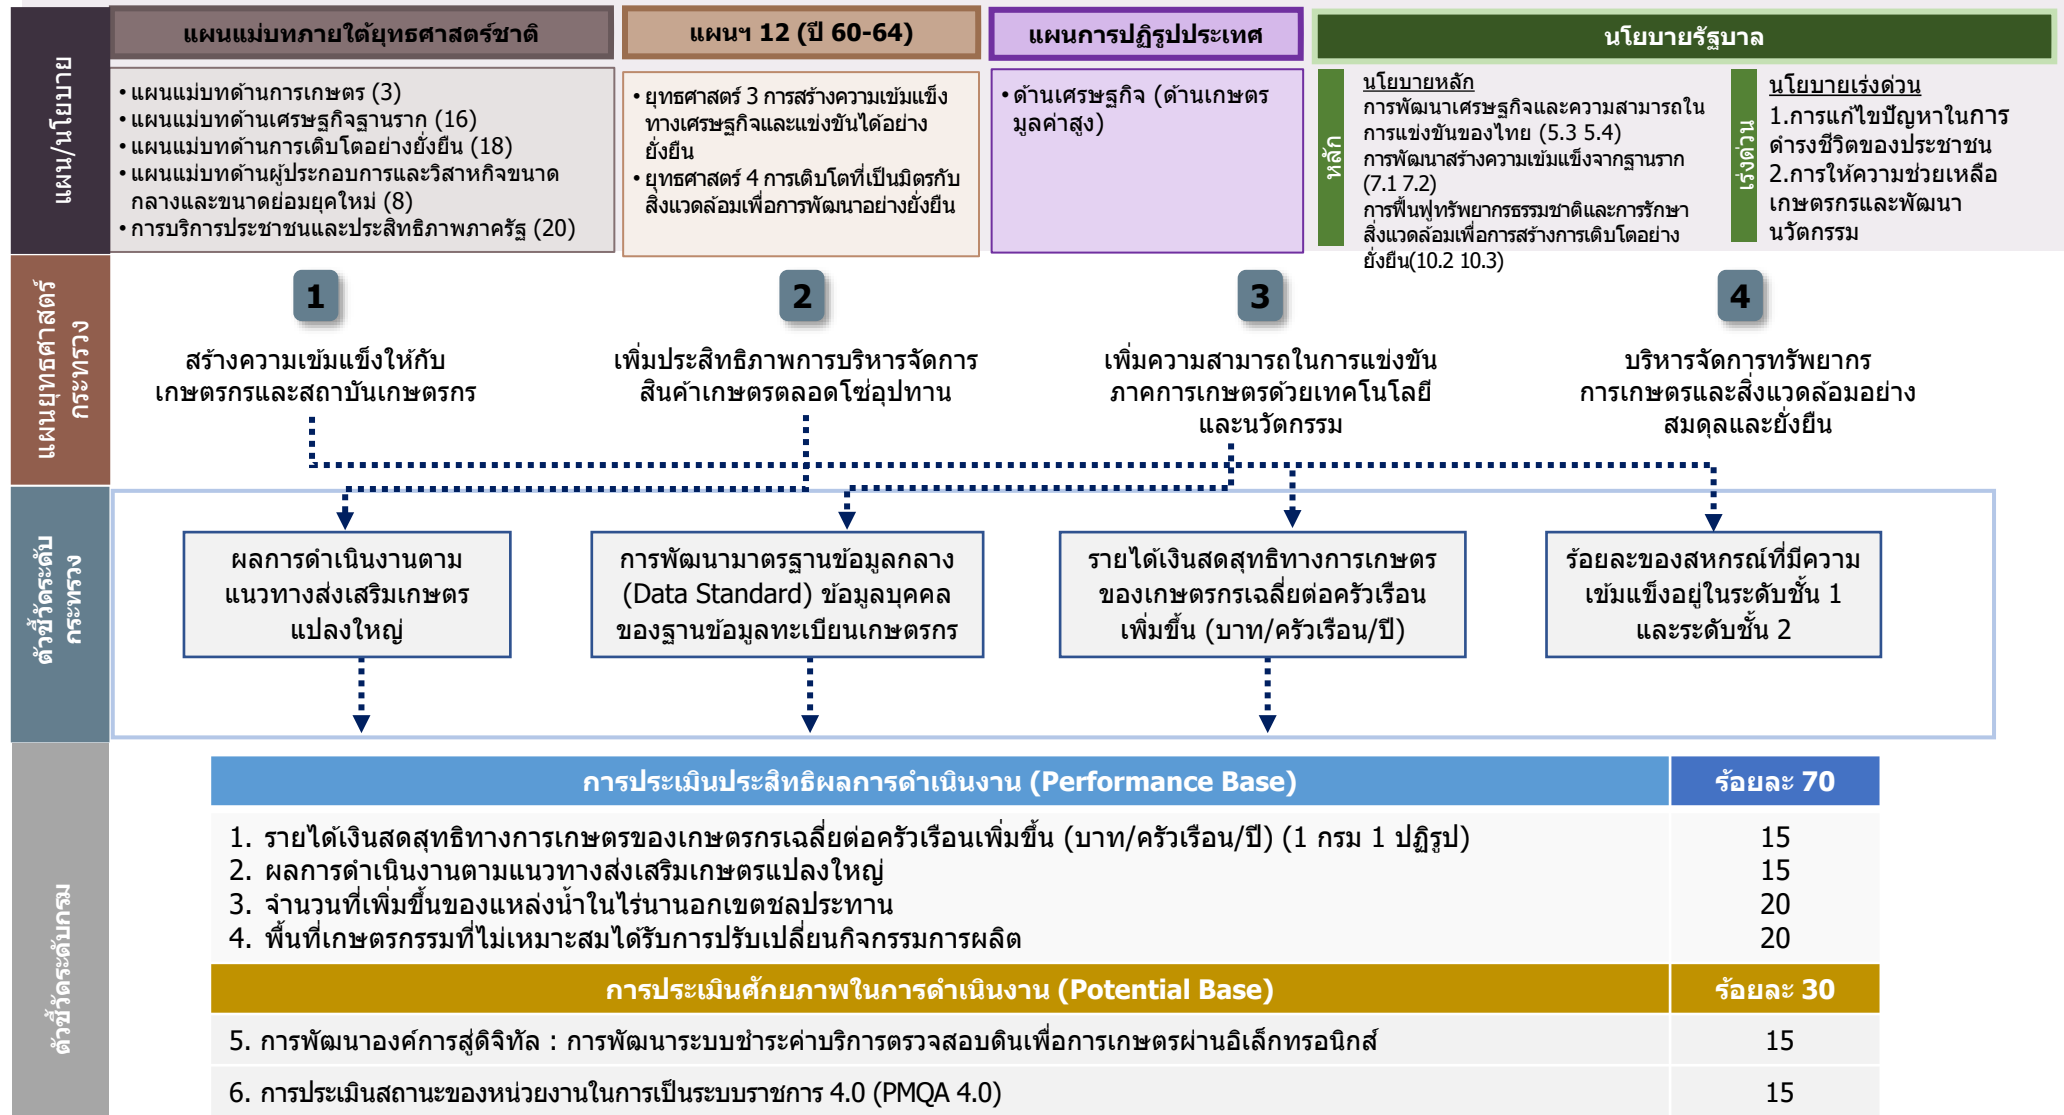 แผน/นโยบาย
แผนแม่บทภายใต้ยุทธศาสตร์ชาติ
• แผนแม่บทด้านการเกษตร (3)
• แผนแม่บทด้านเศรษฐกิจฐานราก (16)
• แผนแม่บทด้านการเติบโตอย่างยั่งยืน (18)
• แผนแม่บทด้านผู้ประกอบการและวิสาหกิจขนาด
กลางและขนาดย่อมยุคใหม่ (8)
• การบริการประชาชนและประสิทธิภาพภาครัฐ (20)
แผนฯ 12 (ปี 60-64)
• ยุทธศาสตร์ 3 การสร้างความเข้มแข็ง
ทางเศรษฐกิจและแข่งขันได้อย่าง
ยั่งยืน
• ยุทธศาสตร์ 4 การเติบโตที่เป็นมิตรกับ
สิ่งแวดล้อมเพื่อการพัฒนาอย่างยั่งยืน
แผนการปฏิรูปประเทศ
• ด้านเศรษฐกิจ (ด้านเกษตร
มูลค่าสูง)
นโยบายรัฐบาล
หลัก
นโยบายหลัก
การพัฒนาเศรษฐกิจและความสามารถใน
การแข่งขันของไทย (5.3 5.4)
การพัฒนาสร้างความเข้มแข็งจากฐานราก
(7.1 7.2)
การฟื้นฟูทรัพยากรธรรมชาติและการรักษา
สิ่งแวดล้อมเพื่อการสร้างการเติบโตอย่าง
ยั่งยืน(10.2 10.3)
เร่งด่วน
นโยบายเร่งด่วน
1.การแก้ไขปัญหาในการ
ดำรงชีวิตของประชาชน
2.การให้ความช่วยเหลือ
เกษตรกรและพัฒนา
นวัตกรรม
แผนยุทธศาสตร์
กระทรวง
1
สร้างความเข้มแข็งให้กับ
เกษตรกรและสถาบันเกษตรกร
2
เพิ่มประสิทธิภาพการบริหารจัดการ
สินค้าเกษตรตลอดโซ่อุปทาน
3
เพิ่มความสามารถในการแข่งขัน
ภาคการเกษตรด้วยเทคโนโลยี
และนวัตกรรม
4
บริหารจัดการทรัพยากร
การเกษตรและสิ่งแวดล้อมอย่าง
สมดุลและยั่งยืน
ตัวชี้วัดระดับ
กระทรวง
ผลการดำเนินงานตาม
แนวทางส่งเสริมเกษตร
แปลงใหญ่
การพัฒนามาตรฐานข้อมูลกลาง
(Data Standard) ข้อมูลบุคคล
ของฐานข้อมูลทะเบียนเกษตรกร
รายได้เงินสดสุทธิทางการเกษตร
ของเกษตรกรเฉลี่ยต่อครัวเรือน
เพิ่มขึ้น (บาท/ครัวเรือน/ปี)
ร้อยละของสหกรณ์ที่มีความ
เข้มแข็งอยู่ในระดับชั้น 1
และระดับชั้น 2
ตัวชี้วัดระดับกรม
การประเมินประสิทธิผลการดำเนินงาน (Performance Base) ร้อยละ 70
1. รายได้เงินสดสุทธิทางการเกษตรของเกษตรกรเฉลี่ยต่อครัวเรือนเพิ่มขึ้น (บาท/ครัวเรือน/ปี) (1 กรม 1 ปฏิรูป) 15
2. ผลการดำเนินงานตามแนวทางส่งเสริมเกษตรแปลงใหญ่ 15
3. จำนวนที่เพิ่มขึ้นของแหล่งน้ำในไร่นานอกเขตชลประทาน 20
4. พื้นที่เกษตรกรรมที่ไม่เหมาะสมได้รับการปรับเปลี่ยนกิจกรรมการผลิต 20
การประเมินศักยภาพในการดำเนินงาน (Potential Base) ร้อยละ 30
5. การพัฒนาองค์การสู่ดิจิทัล : การพัฒนาระบบชำระค่าบริการตรวจสอบดินเพื่อการเกษตรผ่านอิเล็กทรอนิกส์ 15
6. การประเมินสถานะของหน่วยงานในการเป็นระบบราชการ 4.0 (PMQA 4.0) 15